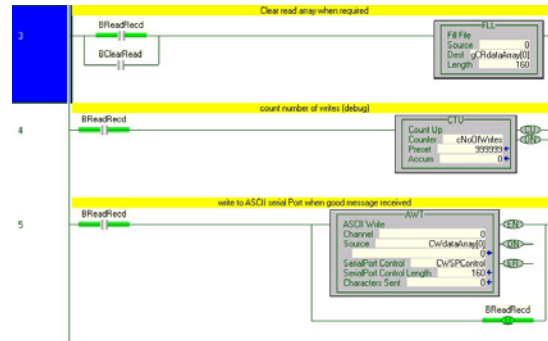 Clear read array when required
3
BReadRecd
BClearRead
FLL
Fill File
Source 0
Dest gCRdataArray[0]
Length 160
count number of writes (debug)
4
BReadRecd
CTU
Count Up
Counter cNoOfWrites
Preset 999999
Accum 0
CU
DN
write to ASCII serial Port when good message received
5
BReadRecd
AWT
ASCII Write
Channel 0
Source CWdataArray[0]
0
SerialPort Control CWSPControl
SerialPort Control Length 160
Characters Sent 0
EN
DN
ER
BReadRecd